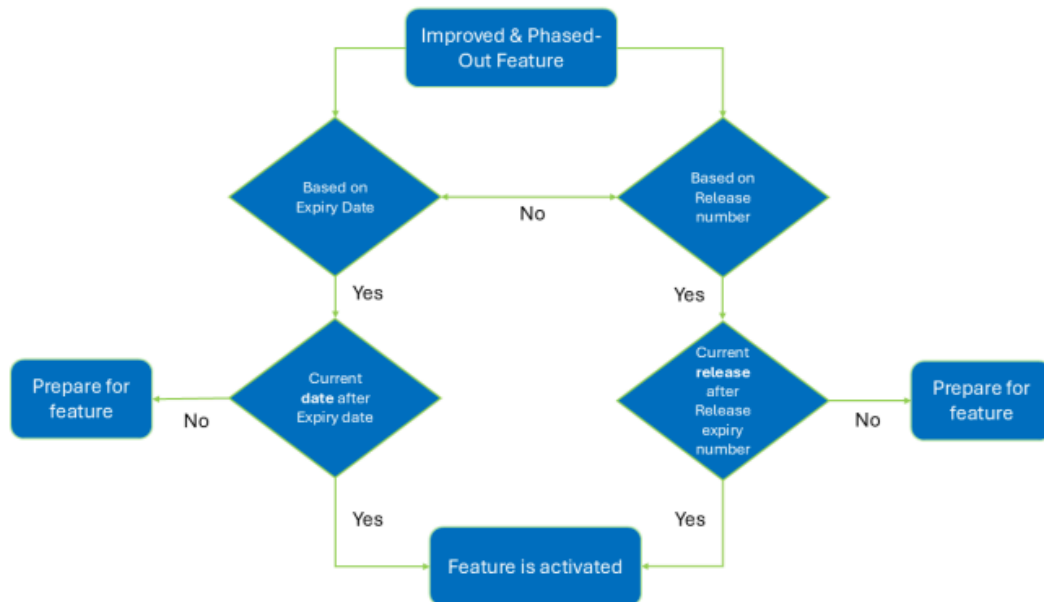 Improved & Phased-
Out Feature
Based on
Expiry Date
Based on
Release
number
No
Yes
Yes
Prepare for
feature
No
Current
date after
Expiry date
Current
release
after
Release
expiry
number
No
Prepare for
feature
Yes
Yes
Feature is activated